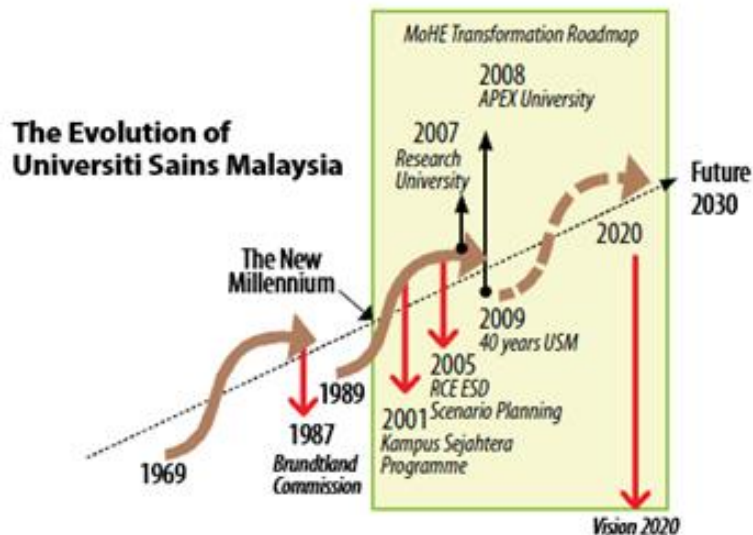 MoHE Transformation Roadmap
2008
APEX University
The Evolution of
Universiti Sains Malaysia
2007
Research
University
Future
2030
2020
The New
Millennium
2009
40 years USM
1989
2005
RCE ESD
Scenario Planning
2001
Kampus Sejahtera
Programme
1987
Brundtland
Commission
1969
Vision 2020